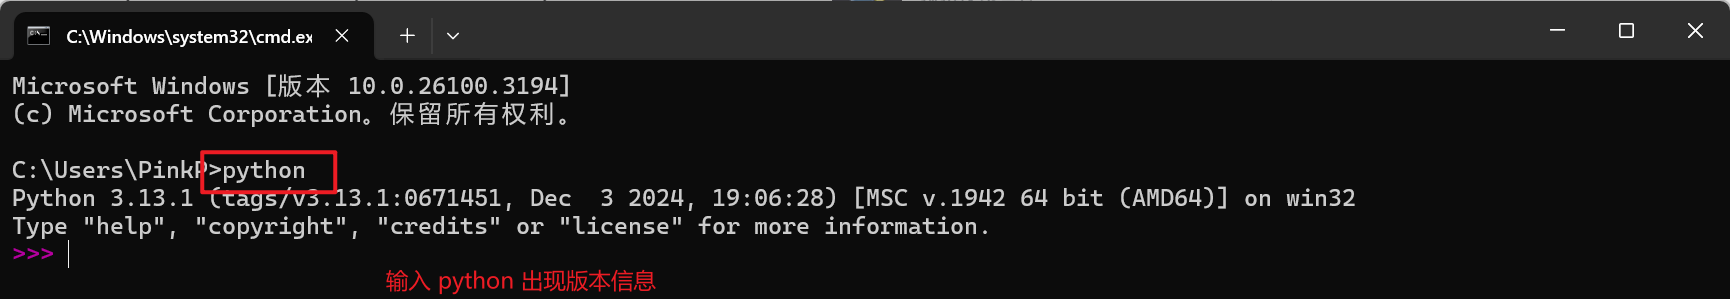 C:\Windows\system32\cmd.ex
Microsoft Windows [版本 10.0.26100.3194]
(c) Microsoft Corporation。保留所有权利。
C:\Users\PinkP>python
Python 3.13.1 (tags/v3.13.1:0671451, Dec  3 2024, 19:06:28) [MSC v.1942 64 bit (AMD64)] on win32
Type "help", "copyright", "credits" or "license" for more information.
>>>
输入 python 出现版本信息